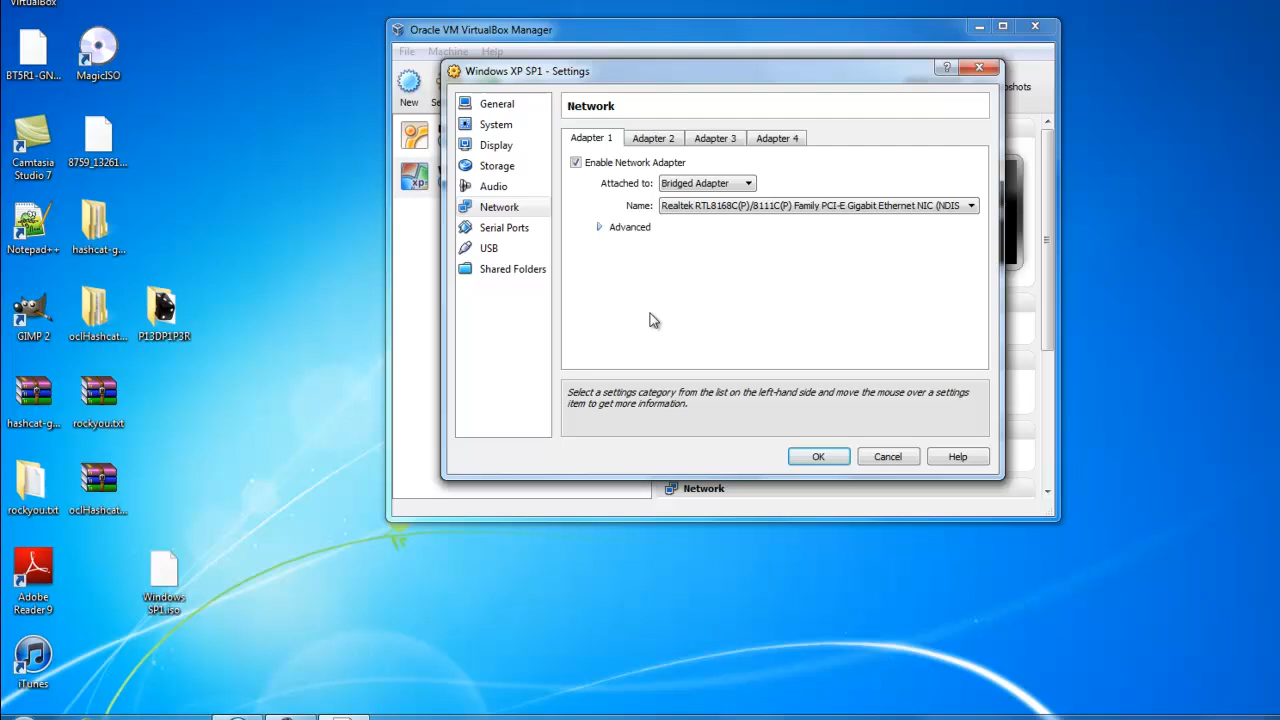 VirtualBox
BT5R1-GN...
MagicISO
Camtasia
Studio 7
8759_13261...
Notepad++
hashcat-g...
GIMP 2
oclHashcat...
P13DP1P3R
hashcat-g...
rockyou.txt
rockyou.txt
oclHashcat...
Adobe
Reader 9
Windows
SP1.iso
iTunes
Oracle VM VirtualBox Manager
File Machine Help
New
Windows XP SP1 - Settings
General
System
Display
Storage
Audio
Network
Serial Ports
USB
Shared Folders
Network
Adapter 1 Adapter 2 Adapter 3 Adapter 4
Enable Network Adapter
Attached to: Bridged Adapter
Name: Realtek RTL8168C(P)/8111C(P) Family PCI-E Gigabit Ethernet NIC (NDIS
Advanced
Select a settings category from the list on the left-hand side and move the mouse over a settings
item to get more information.
OK Cancel Help
Network